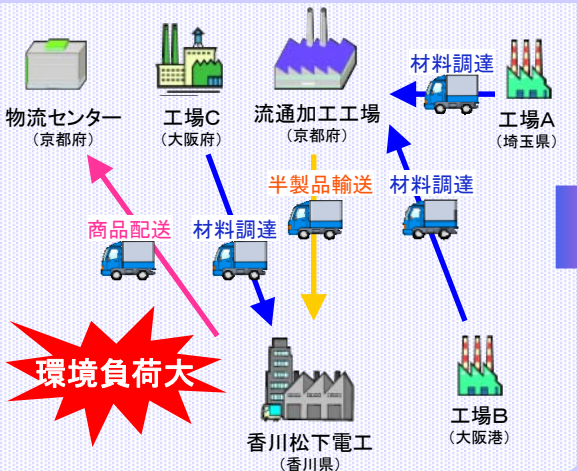 材料調達
物流センター
（京都府）
工場C
（大阪府）
流通加工工場
（京都府）
工場A
（埼玉県）
半製品輸送
材料調達
商品配送
材料調達
環境負荷大
工場B
（大阪港）
香川松下電工
（香川県）